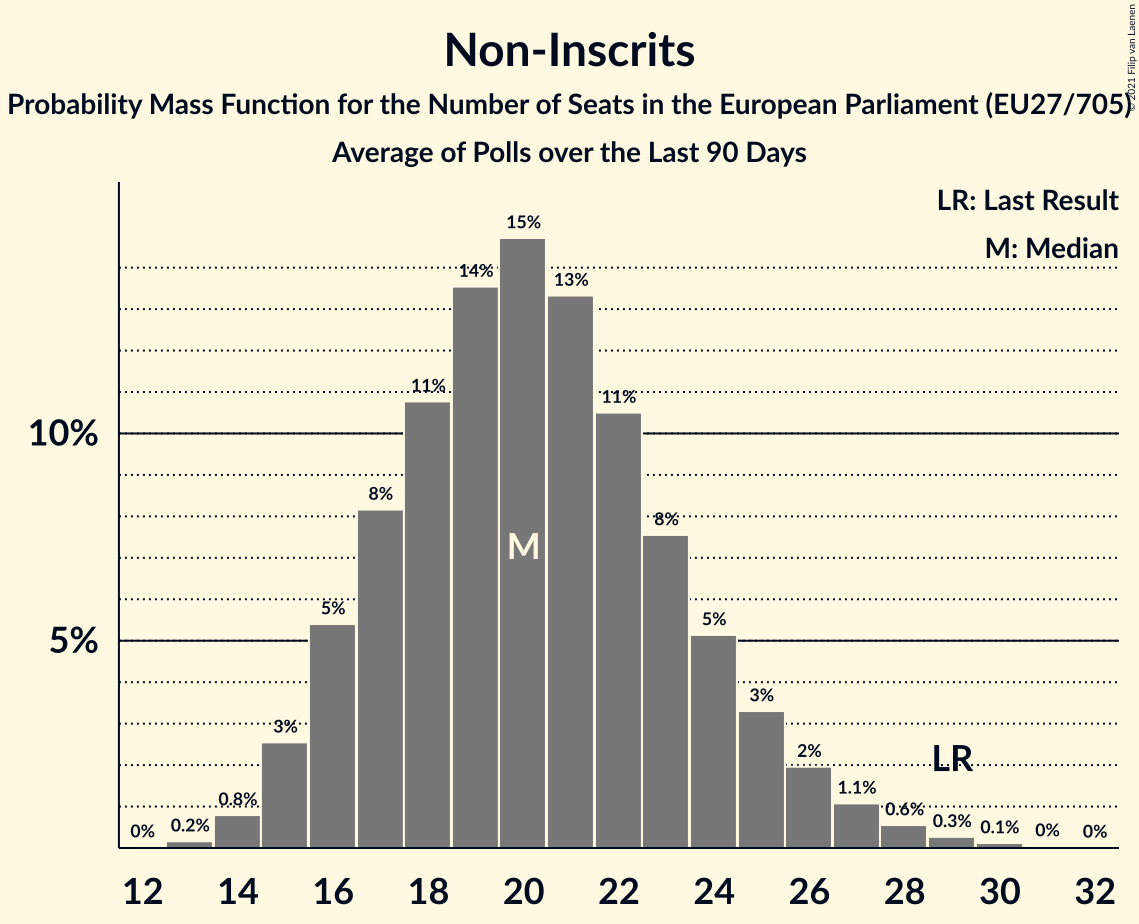 Non-Inscrits
Probability Mass Function for the Number of Seats in the European Parliament (EU27/705)
Average of Polls over the Last 90 Days
© 2021 Filip van Laenen
LR: Last Result
M: Median
10%
5%
0%
0.2%
0.8%
3%
5%
8%
11%
14%
15%
13%
11%
8%
5%
3%
2%
1.1%
0.6%
0.3%
0.1%
0%
0%
M
LR
12 14 16 18 20 22 24 26 28 30 32